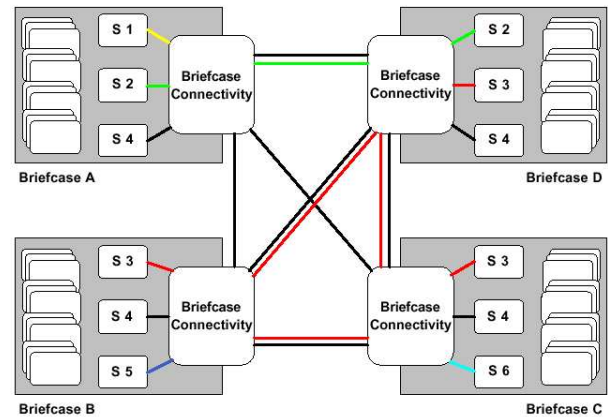 S 1
S 2
S 4
Briefcase
Connectivity
Briefcase A
Briefcase
Connectivity
S 2
S 3
S 4
Briefcase D
S 3
S 4
S 5
Briefcase
Connectivity
Briefcase B
Briefcase
Connectivity
S 3
S 4
S 6
Briefcase C